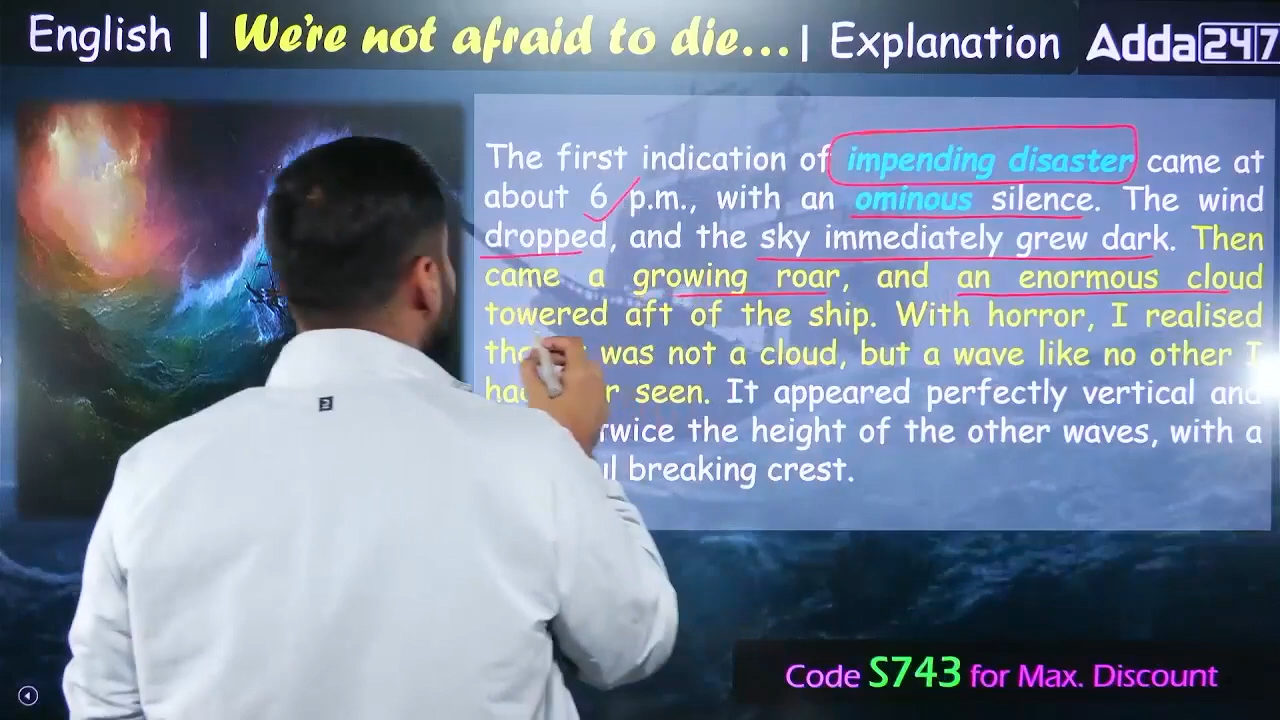 English | We're not afraid to die... | Explanation Adda247
The first indication of impending disaster came at
about 6 p.m., with an ominous silence. The wind
dropped, and the sky immediately grew dark. Then
came a growing roar, and an enormous cloud
towered aft of the ship. With horror, I realised
was not a cloud, but a wave like no other I
seen. It appeared perfectly vertical and
twice the height of the other waves, with a
breaking crest.
Code S743 for Max. Discount